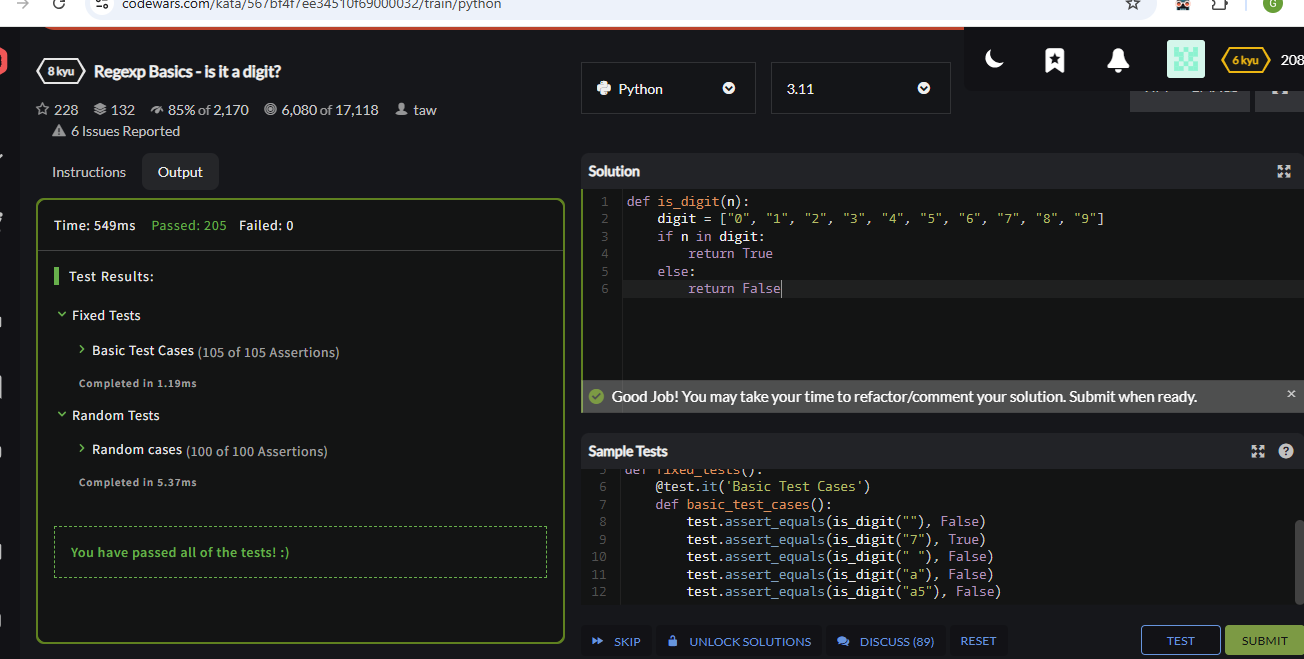 codewars.com/kata/567bf4f7ee34510f69000032/train/python
G
8 kyu Regexp Basics - is it a digit?
228 132 85% of 2,170 6,080 of 17,118 taw
6 Issues Reported
Python
3.11
6 kyu 208
Instructions Output
Time: 549ms Passed: 205 Failed: 0
Test Results:
Fixed Tests
Basic Test Cases (105 of 105 Assertions)
Completed in 1.19ms
Random Tests
Random cases (100 of 100 Assertions)
Completed in 5.37ms
You have passed all of the tests! :)
Solution
1 def is_digit(n):
2 digit = ["0", "1", "2", "3", "4", "5", "6", "7", "8", "9"]
3 if n in digit:
4 return True
5 else:
6 return False
Good Job! You may take your time to refactor/comment your solution. Submit when ready.
Sample Tests
5 def fixed_tests():
6 @test.it('Basic Test Cases')
7 def basic_test_cases():
8 test.assert_equals(is_digit(""), False)
9 test.assert_equals(is_digit("7"), True)
10 test.assert_equals(is_digit(" "), False)
11 test.assert_equals(is_digit("a"), False)
12 test.assert_equals(is_digit("a5"), False)
SKIP UNLOCK SOLUTIONS DISCUSS (89) RESET TEST SUBMIT